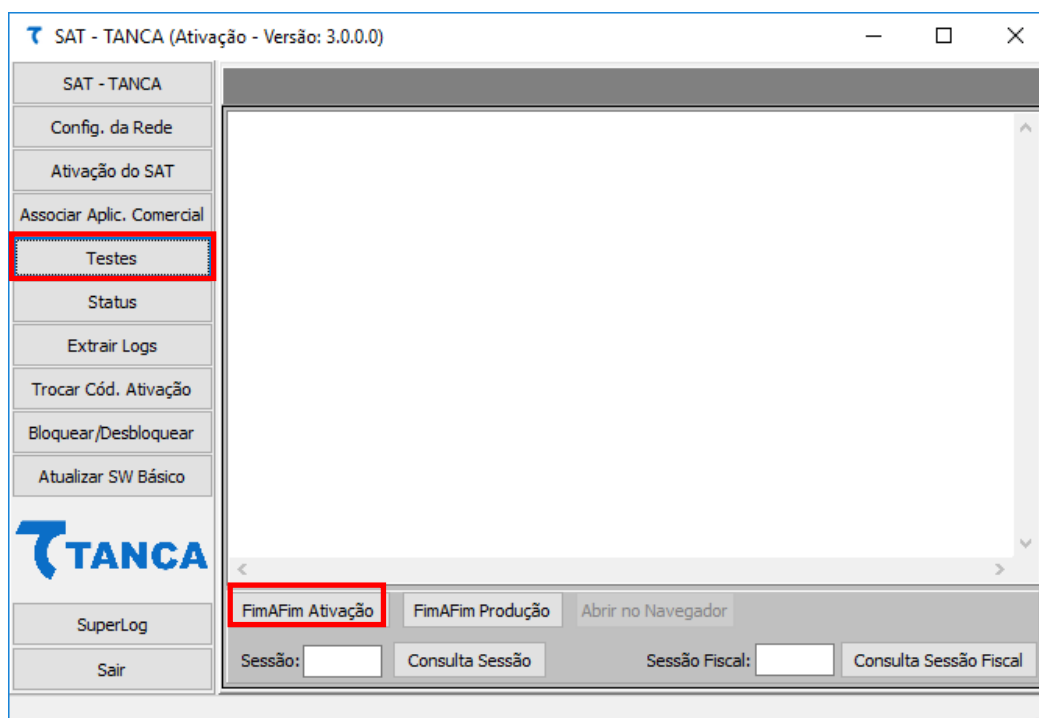 SAT - TANCA (Ativação - Versão: 3.0.0.0)
SAT - TANCA
Config. da Rede
Ativação do SAT
Associar Aplic. Comercial
Testes
Status
Extrair Logs
Trocar Cód. Ativação
Bloquear/Desbloquear
Atualizar SW Básico
TANCA
SuperLog
Sair
FimAFim Ativação FimAFim Produção Abrir no Navegador
Sessão: Consulta Sessão Sessão Fiscal: Consulta Sessão Fiscal